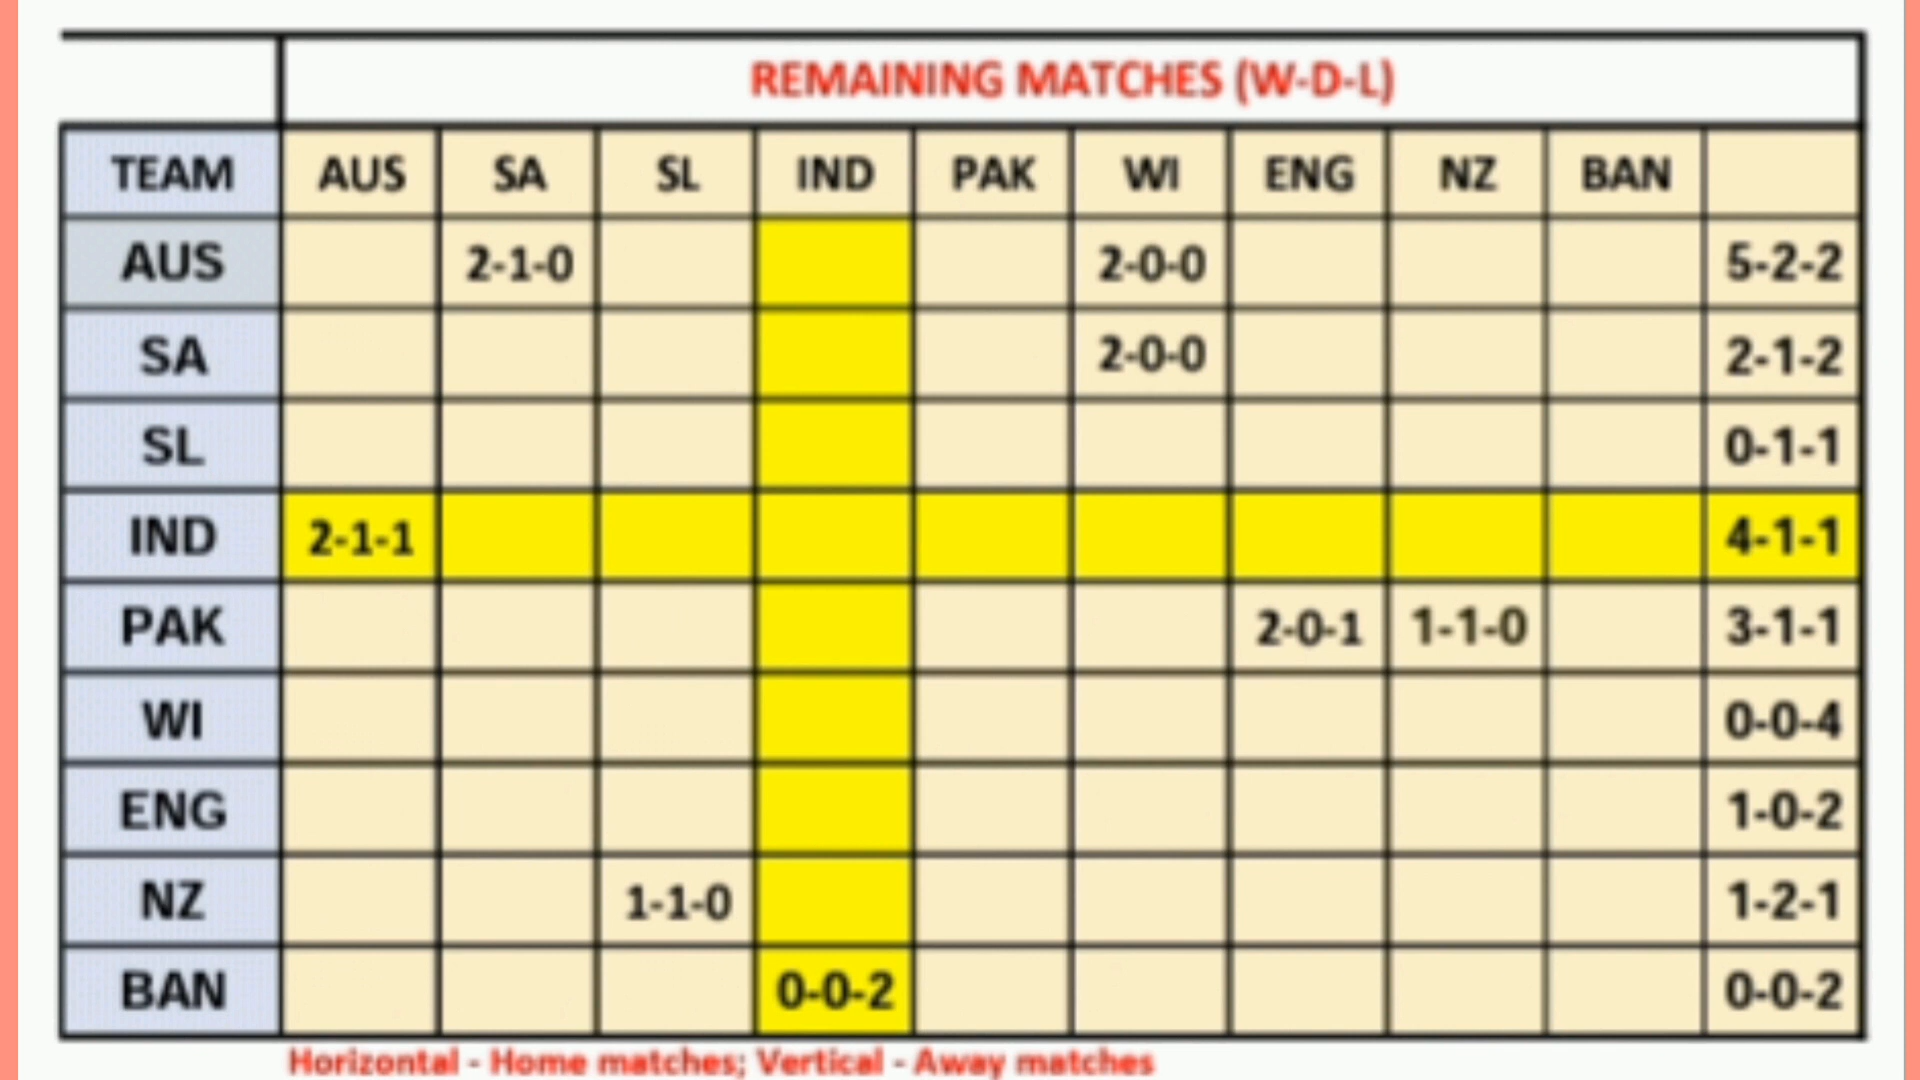 REMAINING MATCHES (W-D-L)
TEAM AUS SA SL IND PAK WI ENG NZ BAN
AUS 2-1-0 2-0-0 5-2-2
SA 2-0-0 2-1-2
SL 0-1-1
IND 2-1-1 4-1-1
PAK 2-0-1 1-1-0 3-1-1
WI 0-0-4
ENG 1-0-2
NZ 1-1-0 1-2-1
BAN 0-0-2 0-0-2
Horizontal - Home matches; Vertical - Away matches